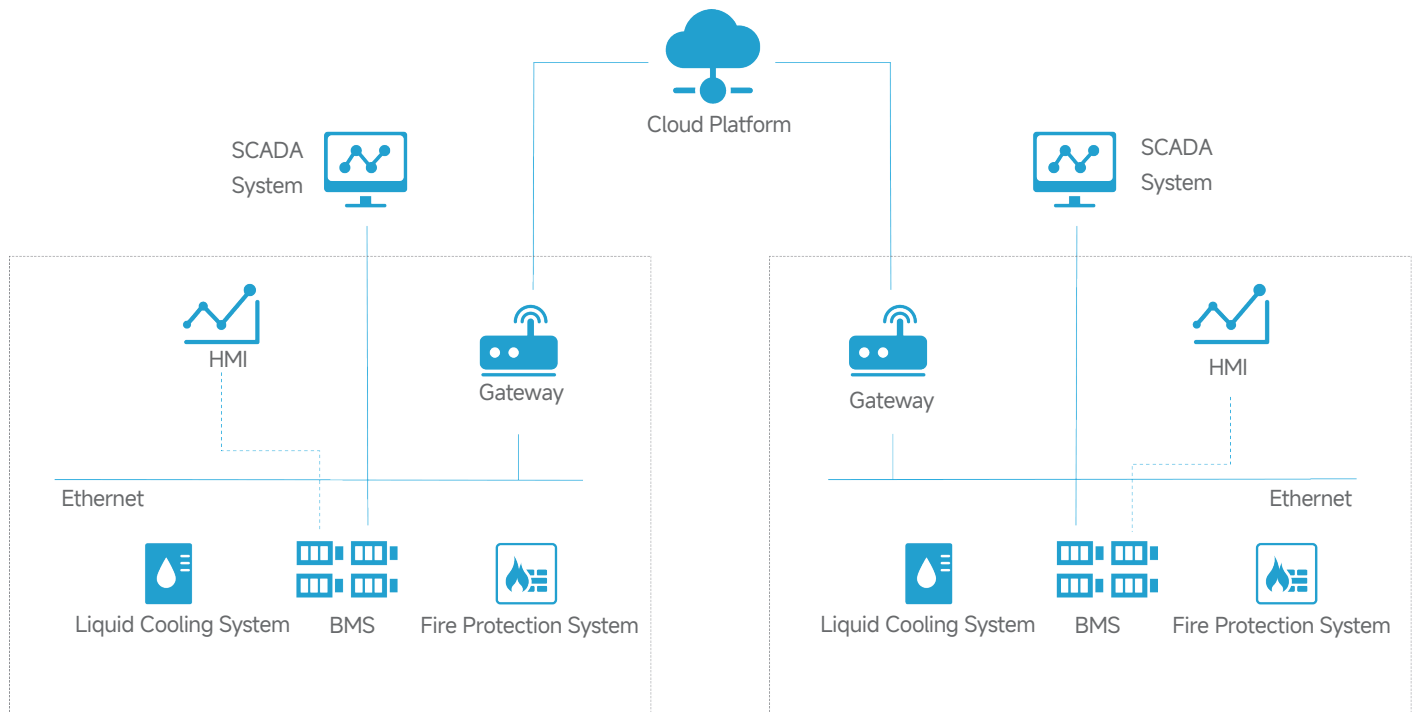 Cloud Platform
SCADA
System
SCADA
System
HMI
Gateway
Gateway
HMI
Ethernet
Ethernet
Liquid Cooling System
BMS
Fire Protection System
Liquid Cooling System
BMS
Fire Protection System